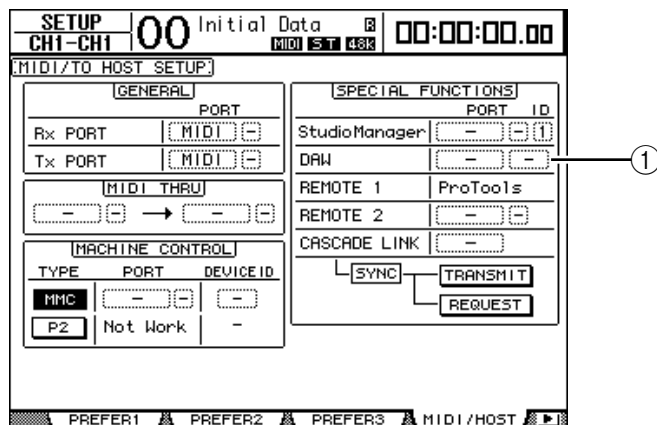 SETUP
CH1-CH1
00 Initial Data R
MIDI ST 48K
00:00:00.00
MIDI/TO HOST SETUP
GENERAL
PORT
Rx PORT MIDI -
Tx PORT MIDI -
MIDI THRU
- - → - -
MACHINE CONTROL
TYPE PORT DEVICE ID
MMC - - -
P2 Not Work -
SPECIAL FUNCTIONS
PORT ID
StudioManager - - 1
DAW - -
REMOTE 1 ProTools
REMOTE 2 - -
CASCADE LINK -
SYNC TRANSMIT
REQUEST
1
PREFER1 PREFER2 PREFER3 MIDI/HOST